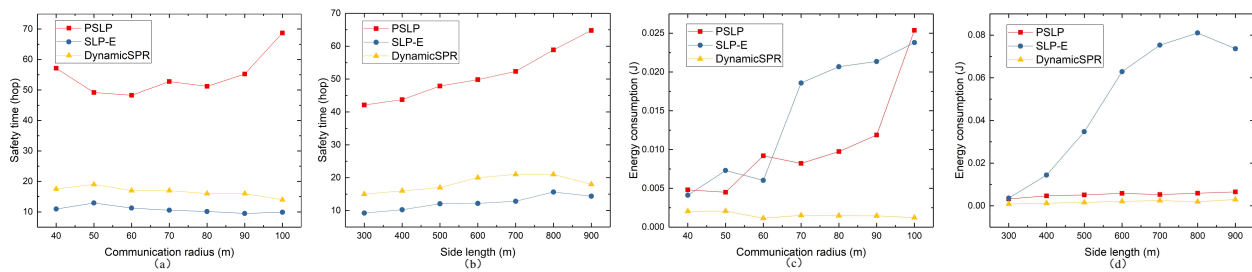 PSLP
SLP-E
DynamicSPR
Safety time (hop)
70
60
50
40
30
20
10
40 50 60 70 80 90 100
Communication radius (m)
(a)
PSLP
SLP-E
DynamicSPR
Safety time (hop)
70
60
50
40
30
20
10
300 400 500 600 700 800 900
Side length (m)
(b)
PSLP
SLP-E
DynamicSPR
Energy consumption (J)
0.025
0.020
0.015
0.010
0.005
0.000
40 50 60 70 80 90 100
Communication radius (m)
(c)
PSLP
SLP-E
DynamicSPR
Energy consumption (J)
0.08
0.06
0.04
0.02
0.00
300 400 500 600 700 800 900
Side length (m)
(d)